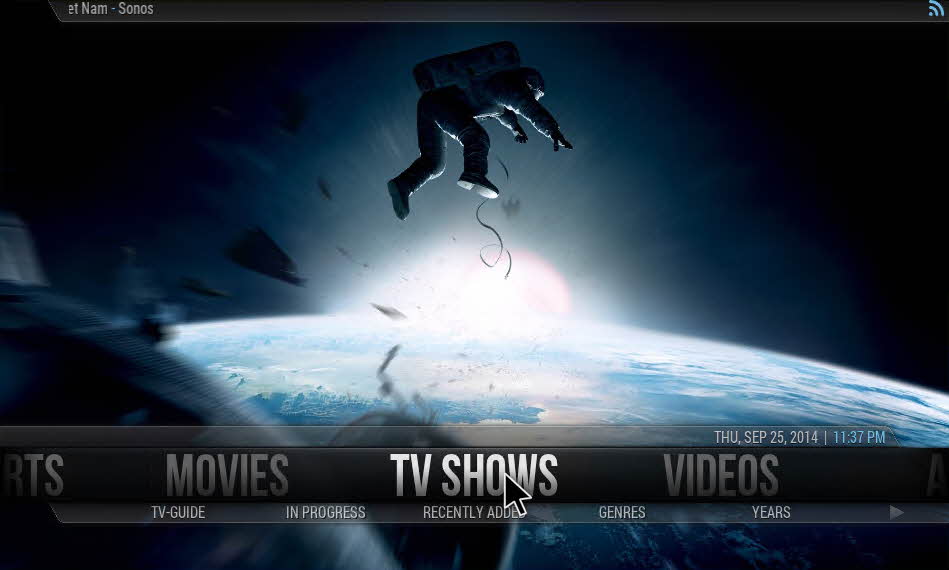 et Nam - Sonos
THU, SEP 25, 2014 | 11:37 PM
RTS MOVIES TV SHOWS VIDEOS A
TV-GUIDE IN PROGRESS RECENTLY ADDED GENRES YEARS